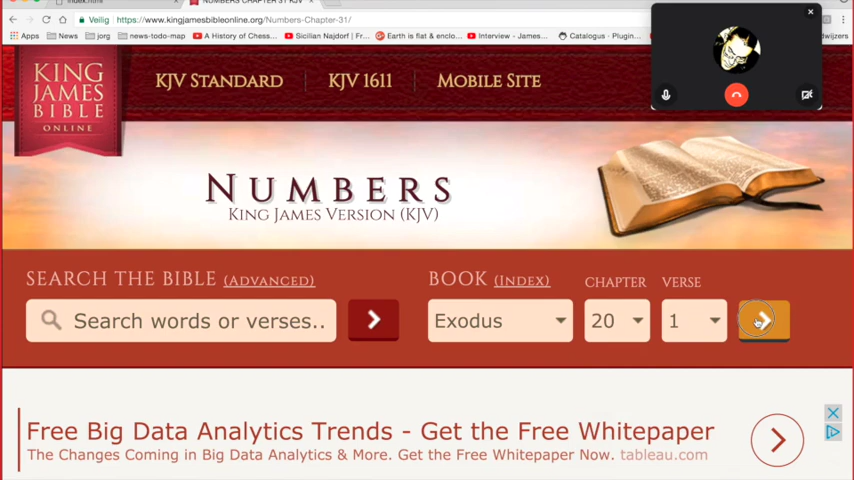 index.html
NUMBERS CHAPTER 31 KJV
Veilig
https://www.kingjamesbibleonline.org/Numbers-Chapter-31/
Apps
News
jorg
news-todo-map
A History of Chess...
Sicilian Najdorf | Fr...
Earth is flat & enclo...
Interview - James...
Catalogus - Plugin...
KING
JAMES
BIBLE
ONLINE
KJV STANDARD
KJV 1611
MOBILE SITE
NUMBERS
KING JAMES VERSION (KJV)
SEARCH THE BIBLE (ADVANCED)
BOOK (INDEX)
CHAPTER
VERSE
Search words or verses..
Exodus
20
1
Free Big Data Analytics Trends - Get the Free Whitepaper
The Changes Coming in Big Data Analytics & More. Get the Free Whitepaper Now. tableau.com